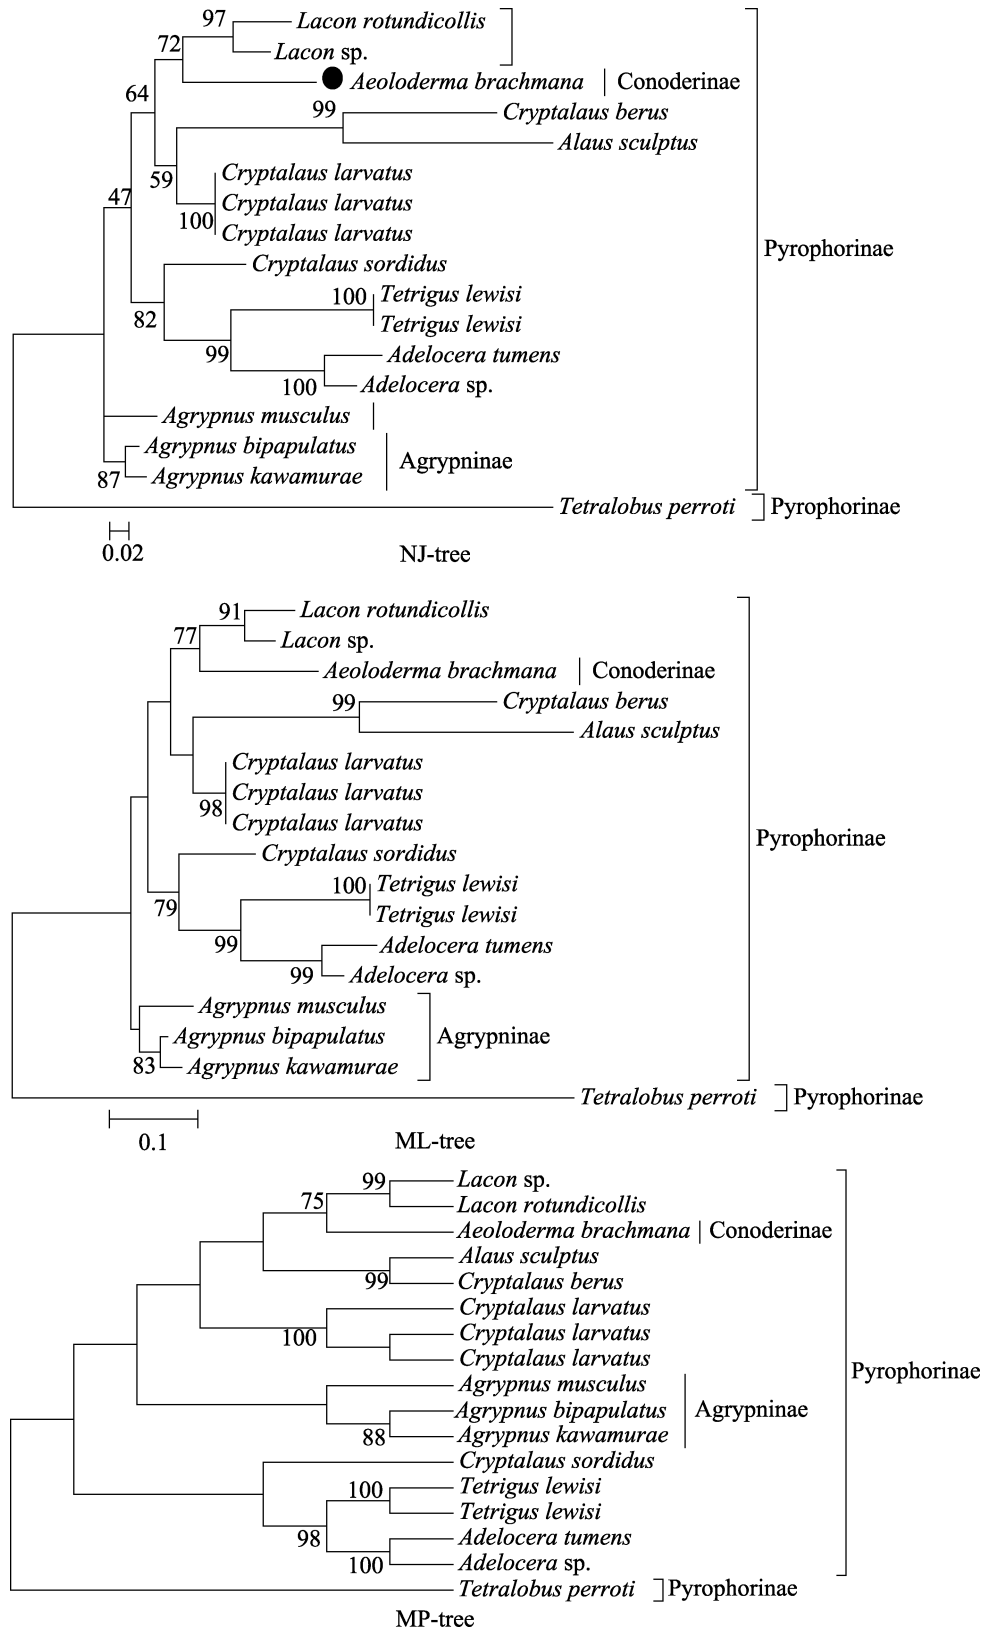 97 Lacon rotundicollis
72 Lacon sp.
Aeoloderma brachmana Conoderinae
64
99 Cryptalaus berus
Alaus sculptus
59 Cryptalaus larvatus
47 Cryptalaus larvatus
100 Cryptalaus larvatus
Pyrophorinae
Cryptalaus sordidus
100 Tetrigus lewisi
82 Tetrigus lewisi
99 Adelocera tumens
100 Adelocera sp.
Agrypnus musculus
Agrypnus bipapulatus
Agrypninae
87 Agrypnus kawamurae
Tetralobus perroti Pyrophorinae
0.02 NJ-tree
91 Lacon rotundicollis
77 Lacon sp.
Aeoloderma brachmana Conoderinae
99 Cryptalaus berus
Alaus sculptus
Cryptalaus larvatus
Cryptalaus larvatus
98 Cryptalaus larvatus
Pyrophorinae
Cryptalaus sordidus
100 Tetrigus lewisi
79 Tetrigus lewisi
99 Adelocera tumens
99 Adelocera sp.
Agrypnus musculus
Agrypnus bipapulatus Agrypninae
83 Agrypnus kawamurae
Tetralobus perroti Pyrophorinae
0.1 ML-tree
99 Lacon sp.
75 Lacon rotundicollis
Aeoloderma brachmana Conoderinae
Alaus sculptus
99 Cryptalaus berus
Cryptalaus larvatus
100 Cryptalaus larvatus
Cryptalaus larvatus
Pyrophorinae
Agrypnus musculus
Agrypnus bipapulatus Agrypninae
88 Agrypnus kawamurae
Cryptalaus sordidus
100 Tetrigus lewisi
Tetrigus lewisi
98 Adelocera tumens
100 Adelocera sp.
Tetralobus perroti Pyrophorinae
MP-tree